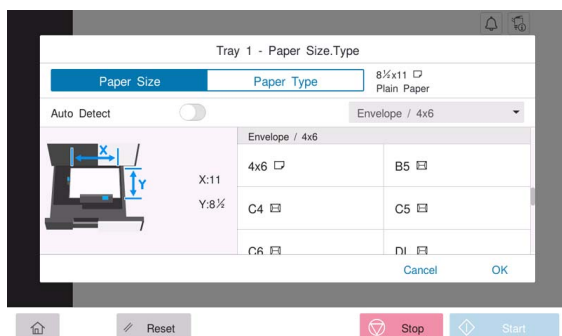 Tray 1 - Paper Size.Type
Paper Size
Paper Type
8½x11
Plain Paper
Auto Detect
Envelope / 4x6
Envelope / 4x6
X
Y
X:11
Y:8½
4x6
B5
C4
C5
C6
DL
Cancel
OK
Reset
Stop
Start